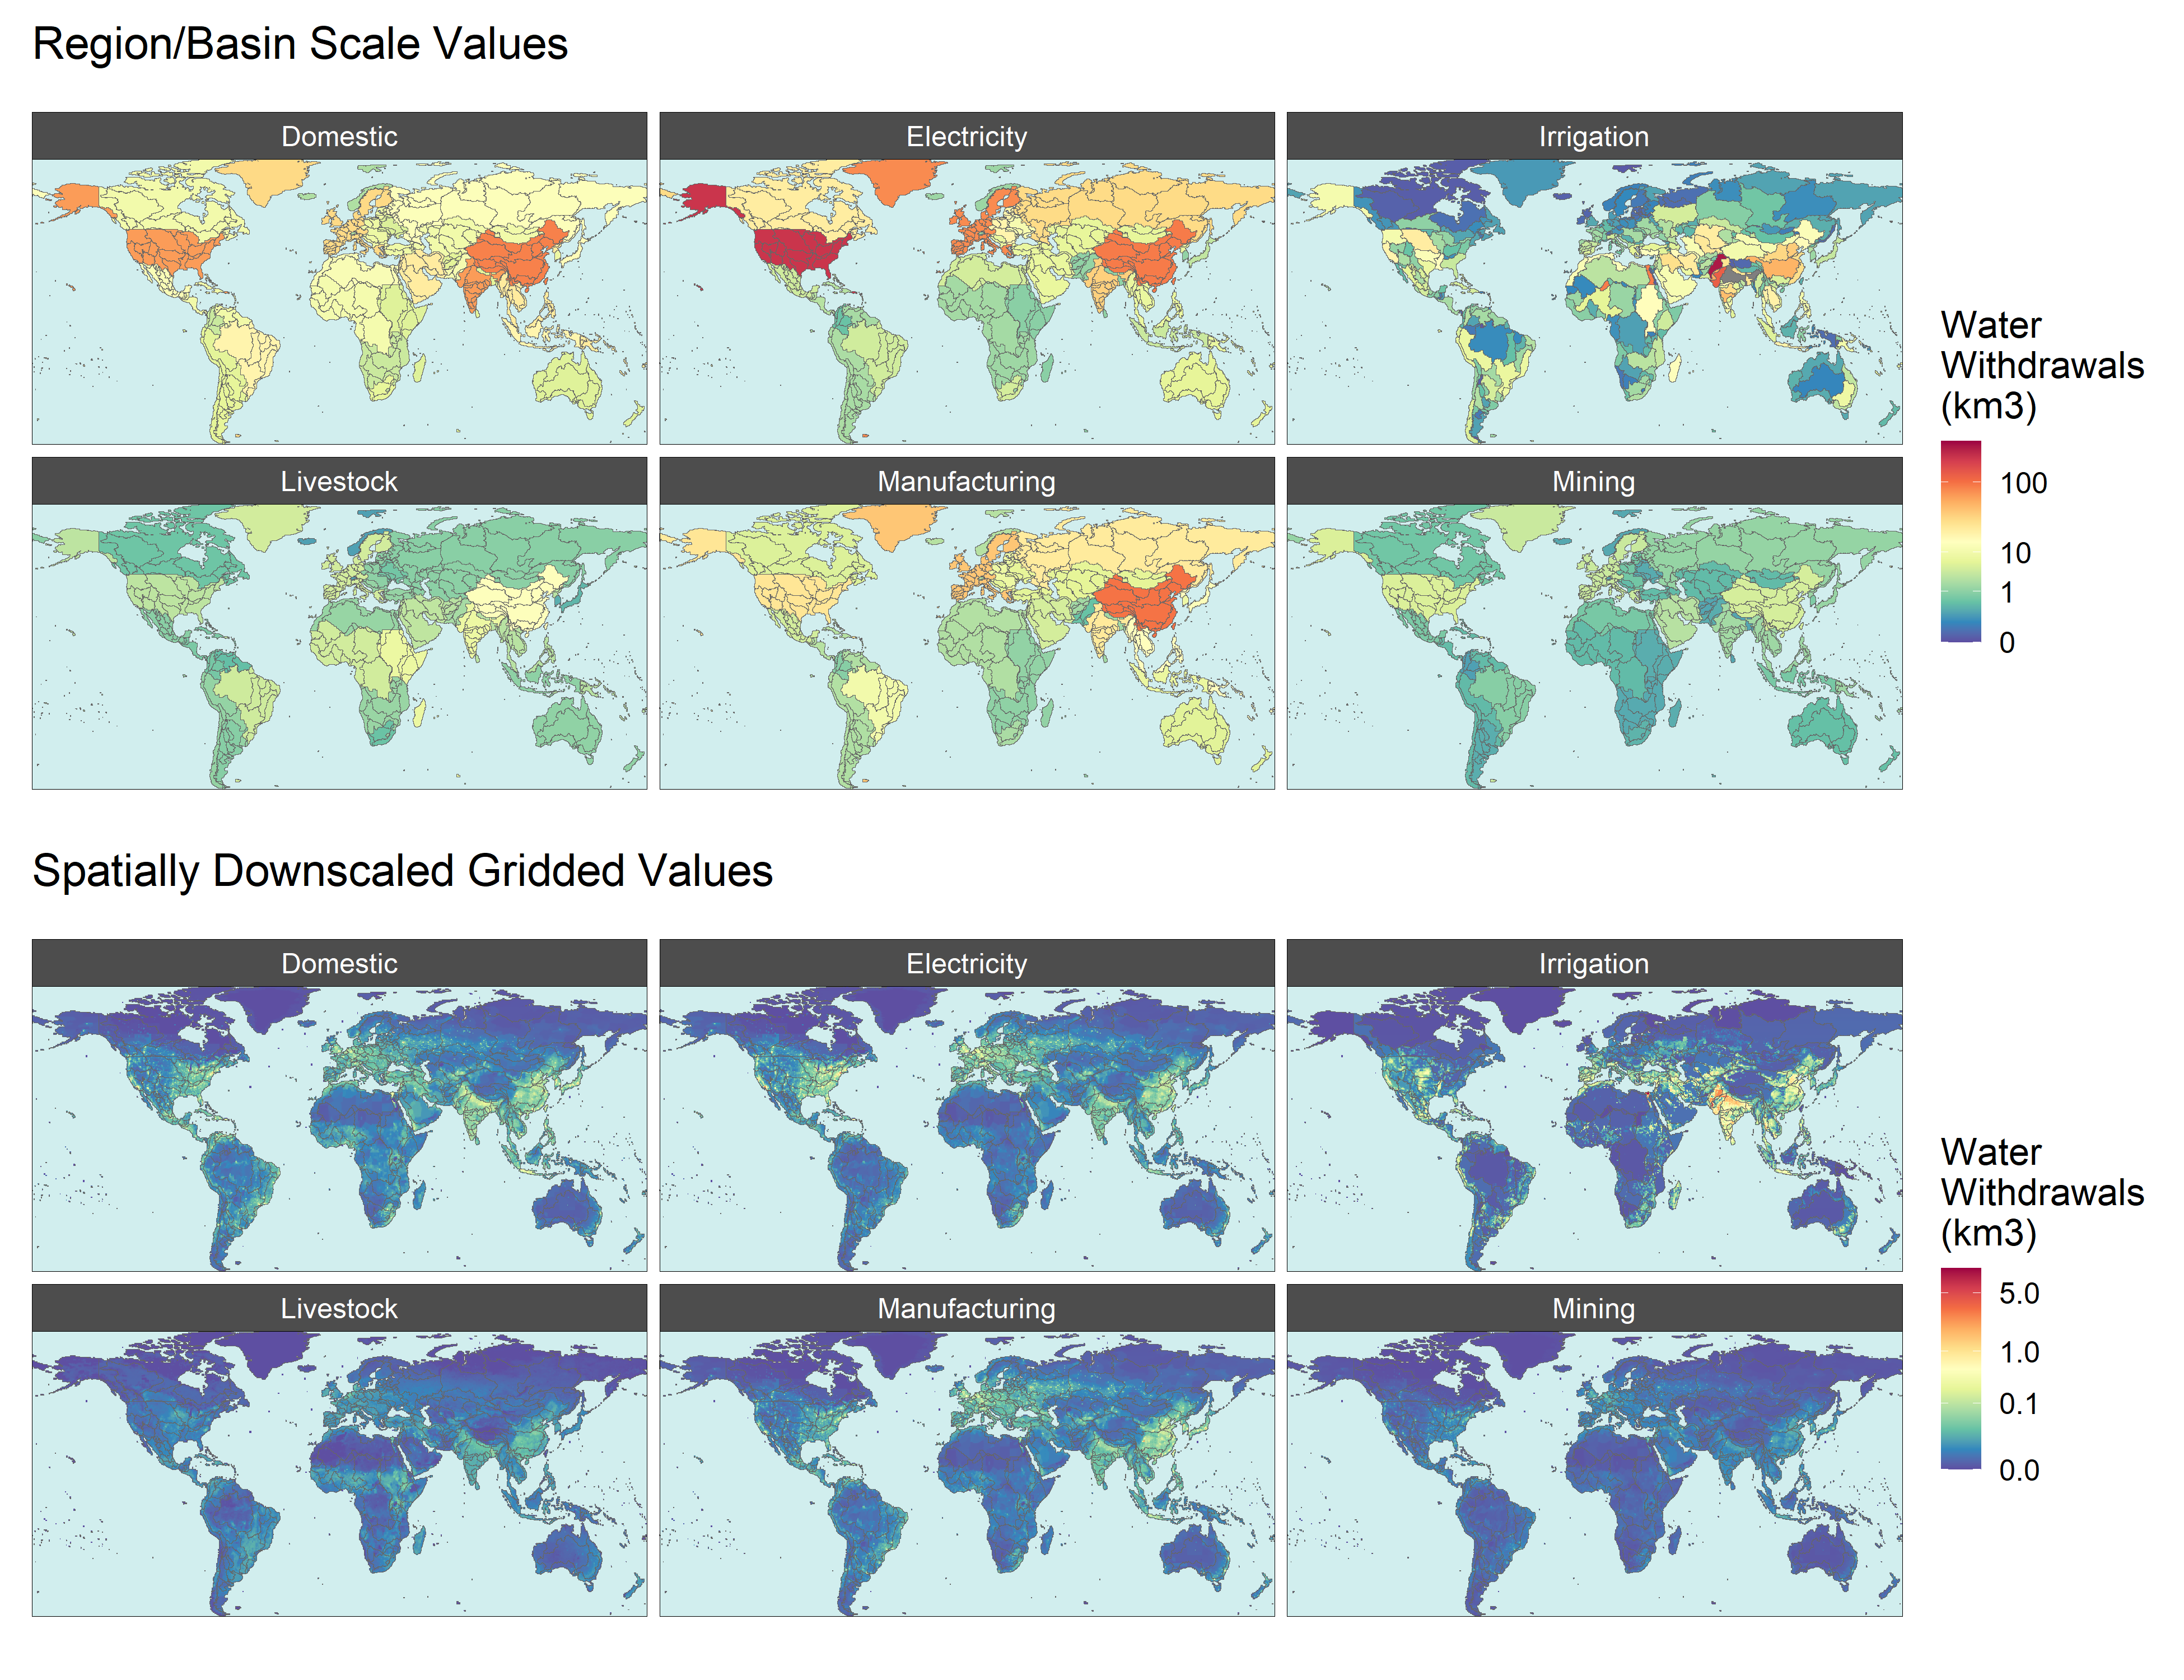 Region/Basin Scale Values
Domestic
Electricity
Irrigation
Livestock
Manufacturing
Mining
Water
Withdrawals
(km3)
100
10
1
0
Spatially Downscaled Gridded Values
Domestic
Electricity
Irrigation
Livestock
Manufacturing
Mining
Water
Withdrawals
(km3)
5.0
1.0
0.1
0.0